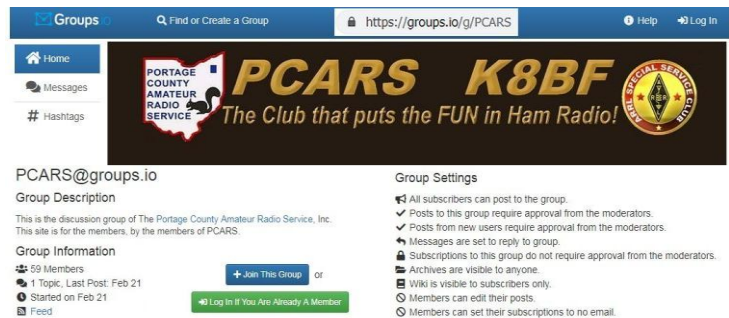 Groups.io
Find or Create a Group
https://groups.io/g/PCARS
Help
Log In
Home
Messages
# Hashtags
PORTAGE
COUNTY
AMATEUR
RADIO
SERVICE
PCARS K8BF
The Club that puts the FUN in Ham Radio!
ARRL SPECIAL SERVICE CLUB
PCARS@groups.io
Group Description
This is the discussion group of The Portage County Amateur Radio Service, Inc.
This site is for the members, by the members of PCARS.
Group Information
59 Members
1 Topic, Last Post: Feb 21
Started on Feb 21
Feed
+ Join This Group or
Log In If You Are Already A Member
Group Settings
All subscribers can post to the group.
Posts to this group require approval from the moderators.
Posts from new users require approval from the moderators.
Messages are set to reply to group.
Subscriptions to this group do not require approval from the moderators.
Archives are visible to anyone.
Wiki is visible to subscribers only.
Members can edit their posts.
Members can set their subscriptions to no email.